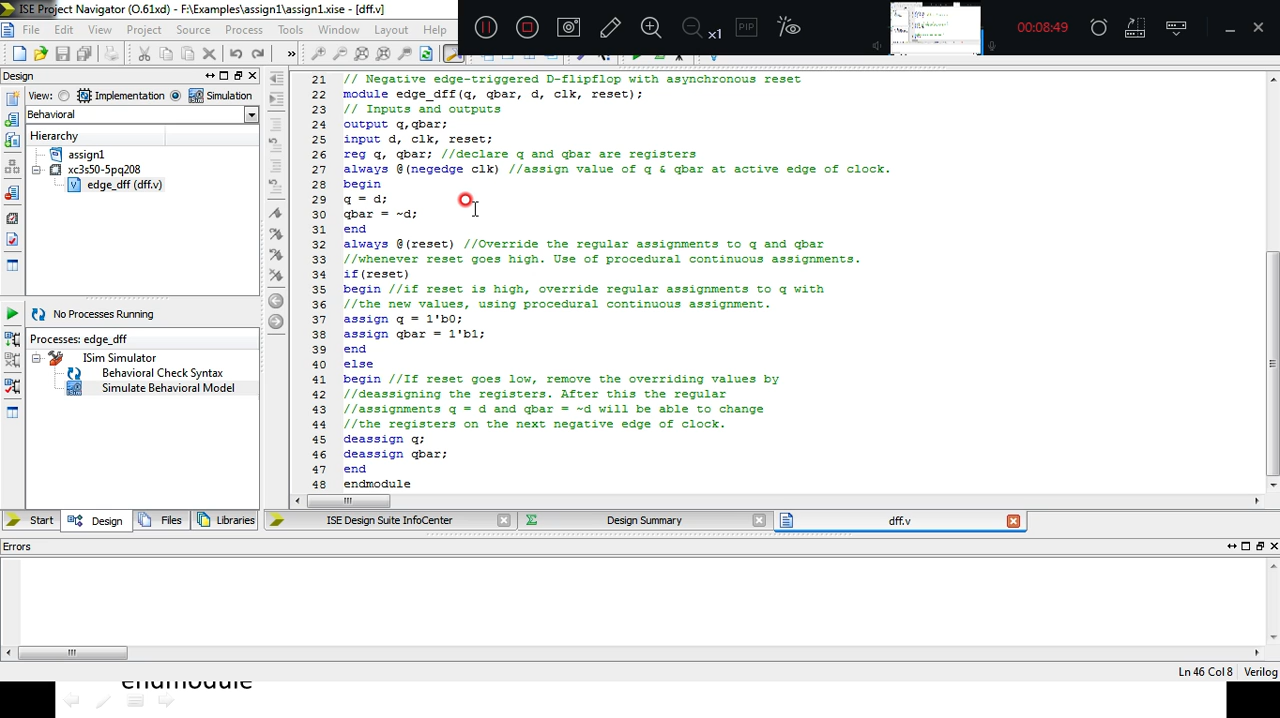 ISE Project Navigator (O.61xd) - F:\Examples\assign1\assign1.xise - [dff.v]
File Edit View Project Source Process Tools Window Layout Help
x1 PIP 00:08:49
Design
View: Implementation Simulation
Behavioral
Hierarchy
assign1
xc3s50-5pq208
edge_dff (dff.v)
No Processes Running
Processes: edge_dff
ISim Simulator
Behavioral Check Syntax
Simulate Behavioral Model
Start Design Files Libraries
21 // Negative edge-triggered D-flipflop with asynchronous reset
22 module edge_dff(q, qbar, d, clk, reset);
23 // Inputs and outputs
24 output q,qbar;
25 input d, clk, reset;
26 reg q, qbar; //declare q and qbar are registers
27 always @(negedge clk) //assign value of q & qbar at active edge of clock.
28 begin
29 q = d;
30 qbar = ~d;
31 end
32 always @(reset) //Override the regular assignments to q and qbar
33 //whenever reset goes high. Use of procedural continuous assignments.
34 if(reset)
35 begin //if reset is high, override regular assignments to q with
36 //the new values, using procedural continuous assignment.
37 assign q = 1'b0;
38 assign qbar = 1'b1;
39 end
40 else
41 begin //If reset goes low, remove the overriding values by
42 //deassigning the registers. After this the regular
43 //assignments q = d and qbar = ~d will be able to change
44 //the registers on the next negative edge of clock.
45 deassign q;
46 deassign qbar;
47 end
48 endmodule
ISE Design Suite InfoCenter Design Summary dff.v
Errors
Ln 46 Col 8 Verilog
endmodule